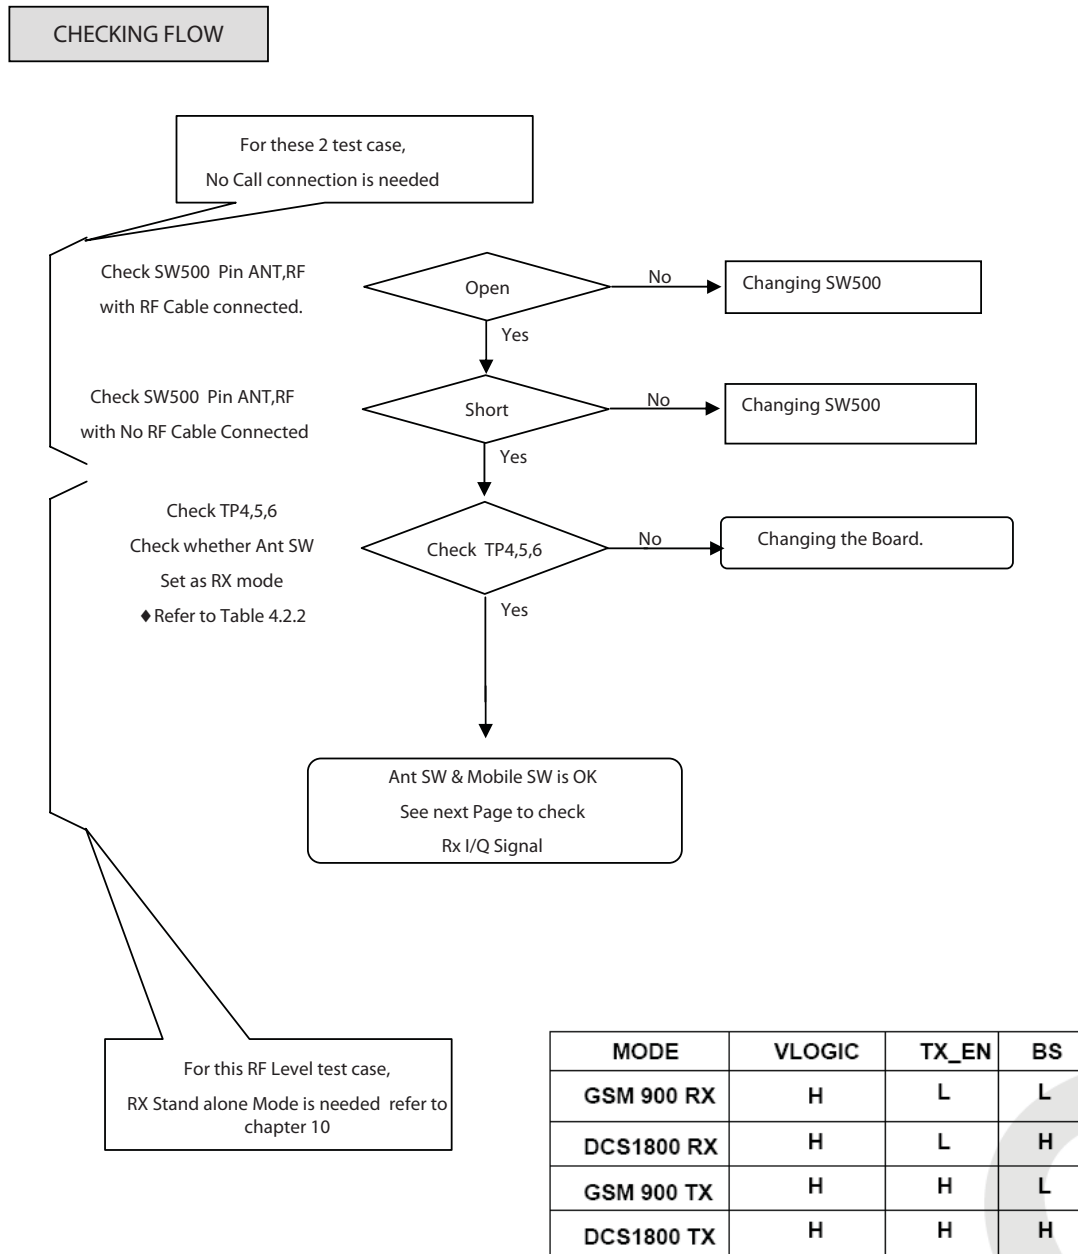 CHECKING FLOW
For these 2 test case,
No Call connection is needed
Check SW500  Pin ANT,RF
with RF Cable connected.
Open
No
Changing SW500
Yes
Check SW500  Pin ANT,RF
with No RF Cable Connected
Short
No
Changing SW500
Yes
Check TP4,5,6
Check whether Ant SW
Set as RX mode
♦Refer to Table 4.2.2
Check  TP4,5,6
No
Changing the Board.
Yes
Ant SW & Mobile SW is OK
See next Page to check
Rx I/Q Signal
For this RF Level test case,
RX Stand alone Mode is needed  refer to
chapter 10
MODE VLOGIC TX_EN BS
GSM 900 RX H L L
DCS1800 RX H L H
GSM 900 TX H H L
DCS1800 TX H H H